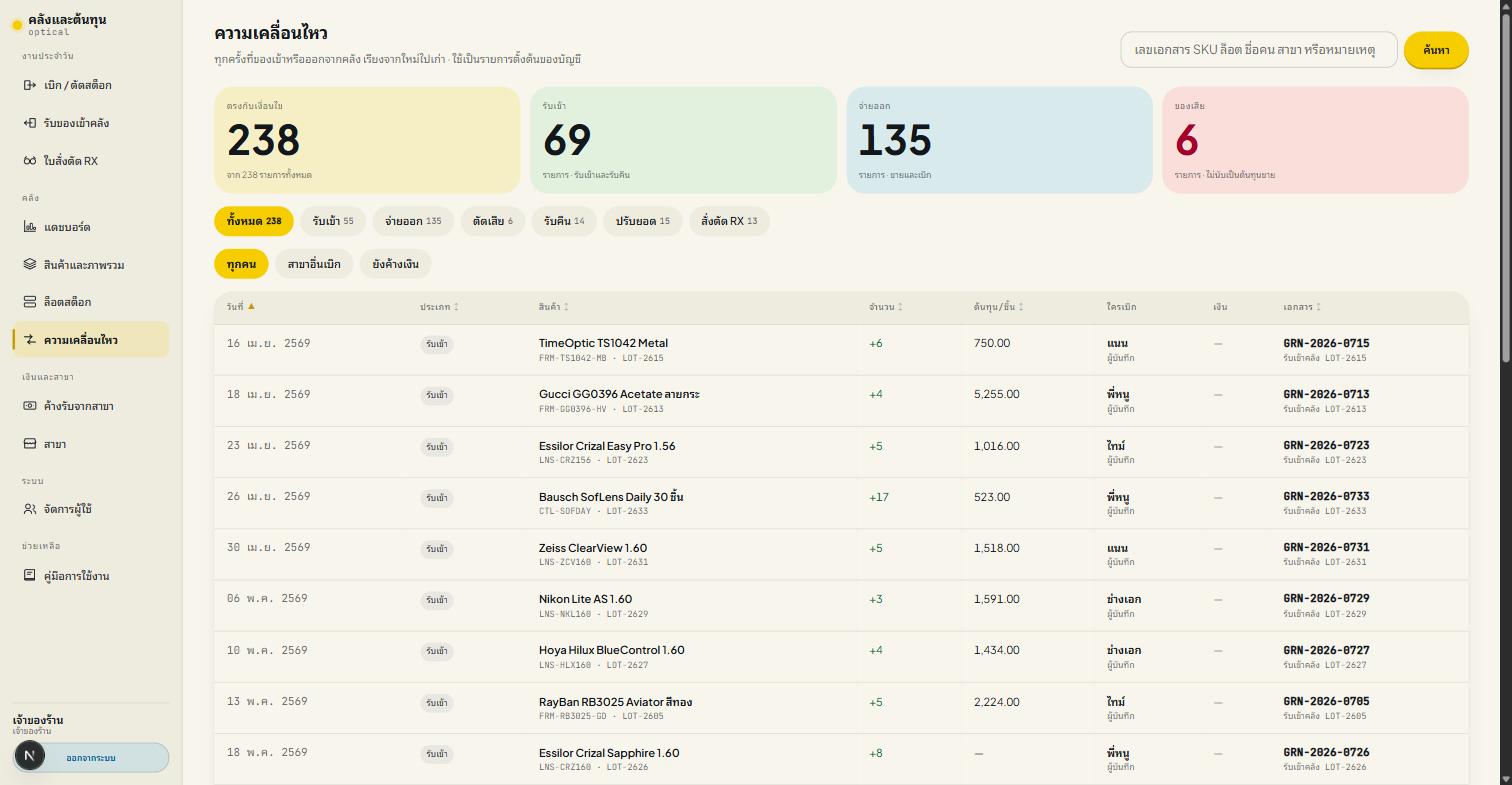 คลังและต้นทุน
optical
งานประจำวัน
เบิก / ตัดสต็อก
รับของเข้าคลัง
ใบสั่งตัด RX
คลัง
แดชบอร์ด
สินค้าและภาพรวม
ล็อตสต็อก
ความเคลื่อนไหว
เงินและสาขา
ค้างรับจากสาขา
สาขา
ระบบ
จัดการผู้ใช้
ช่วยเหลือ
คู่มือการใช้งาน
เจ้าของร้าน
เจ้าของร้าน
N
ออกจากระบบ
ความเคลื่อนไหว
ทุกครั้งที่ของเข้าหรือออกจากคลัง เรียงจากใหม่ไปเก่า · ใช้เป็นรายการตั้งต้นของบัญชี
เลขเอกสาร SKU ล็อต ชื่อคน สาขา หรือหมายเหตุ
ค้นหา
ตรงกับเงื่อนไข
238
จาก 238 รายการทั้งหมด
รับเข้า
69
รายการ · รับเข้าและรับคืน
จ่ายออก
135
รายการ · ขายและเบิก
ของเสีย
6
รายการ · ไม่นับเป็นต้นทุนขาย
ทั้งหมด 238 รับเข้า 55 จ่ายออก 135 ตัดเสีย 6 รับคืน 14 ปรับยอด 15 สั่งตัด RX 13
ทุกคน สาขาอื่นเบิก ยังค้างเงิน
วันที่ ▲ ประเภท ↕ สินค้า ↕ จำนวน ↕ ต้นทุน/ชิ้น ↕ ใครเบิก เงิน เอกสาร ↕
16 เม.ย. 2569 รับเข้า TimeOptic TS1042 Metal +6 750.00 แนน — GRN-2026-0715
FRM-TS1042-MB · LOT-2615 ผู้บันทึก รับเข้าคลัง LOT-2615
18 เม.ย. 2569 รับเข้า Gucci GG0396 Acetate ลายกระ +4 5,255.00 พี่หนู — GRN-2026-0713
FRM-GG0396-HV · LOT-2613 ผู้บันทึก รับเข้าคลัง LOT-2613
23 เม.ย. 2569 รับเข้า Essilor Crizal Easy Pro 1.56 +5 1,016.00 ไทม์ — GRN-2026-0723
LNS-CRZ156 · LOT-2623 ผู้บันทึก รับเข้าคลัง LOT-2623
26 เม.ย. 2569 รับเข้า Bausch SofLens Daily 30 ชิ้น +17 523.00 พี่หนู — GRN-2026-0733
CTL-SOFDAY · LOT-2633 ผู้บันทึก รับเข้าคลัง LOT-2633
30 เม.ย. 2569 รับเข้า Zeiss ClearView 1.60 +5 1,518.00 แนน — GRN-2026-0731
LNS-ZCV160 · LOT-2631 ผู้บันทึก รับเข้าคลัง LOT-2631
06 พ.ค. 2569 รับเข้า Nikon Lite AS 1.60 +3 1,591.00 ช่างเอก — GRN-2026-0729
LNS-NKL160 · LOT-2629 ผู้บันทึก รับเข้าคลัง LOT-2629
10 พ.ค. 2569 รับเข้า Hoya Hilux BlueControl 1.60 +4 1,434.00 ช่างเอก — GRN-2026-0727
LNS-HLX160 · LOT-2627 ผู้บันทึก รับเข้าคลัง LOT-2627
13 พ.ค. 2569 รับเข้า RayBan RB3025 Aviator สีทอง +5 2,224.00 ไทม์ — GRN-2026-0705
FRM-RB3025-GD · LOT-2605 ผู้บันทึก รับเข้าคลัง LOT-2605
18 พ.ค. 2569 รับเข้า Essilor Crizal Sapphire 1.60 +8 — พี่หนู — GRN-2026-0726
LNS-CRZ160 · LOT-2626 ผู้บันทึก รับเข้าคลัง LOT-2626